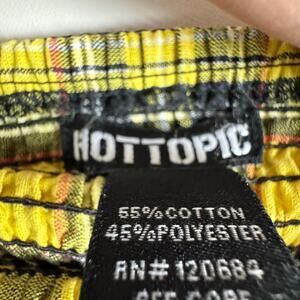 HOTTOPIC
55%COTTON
45%POLYESTER
RN# 120684